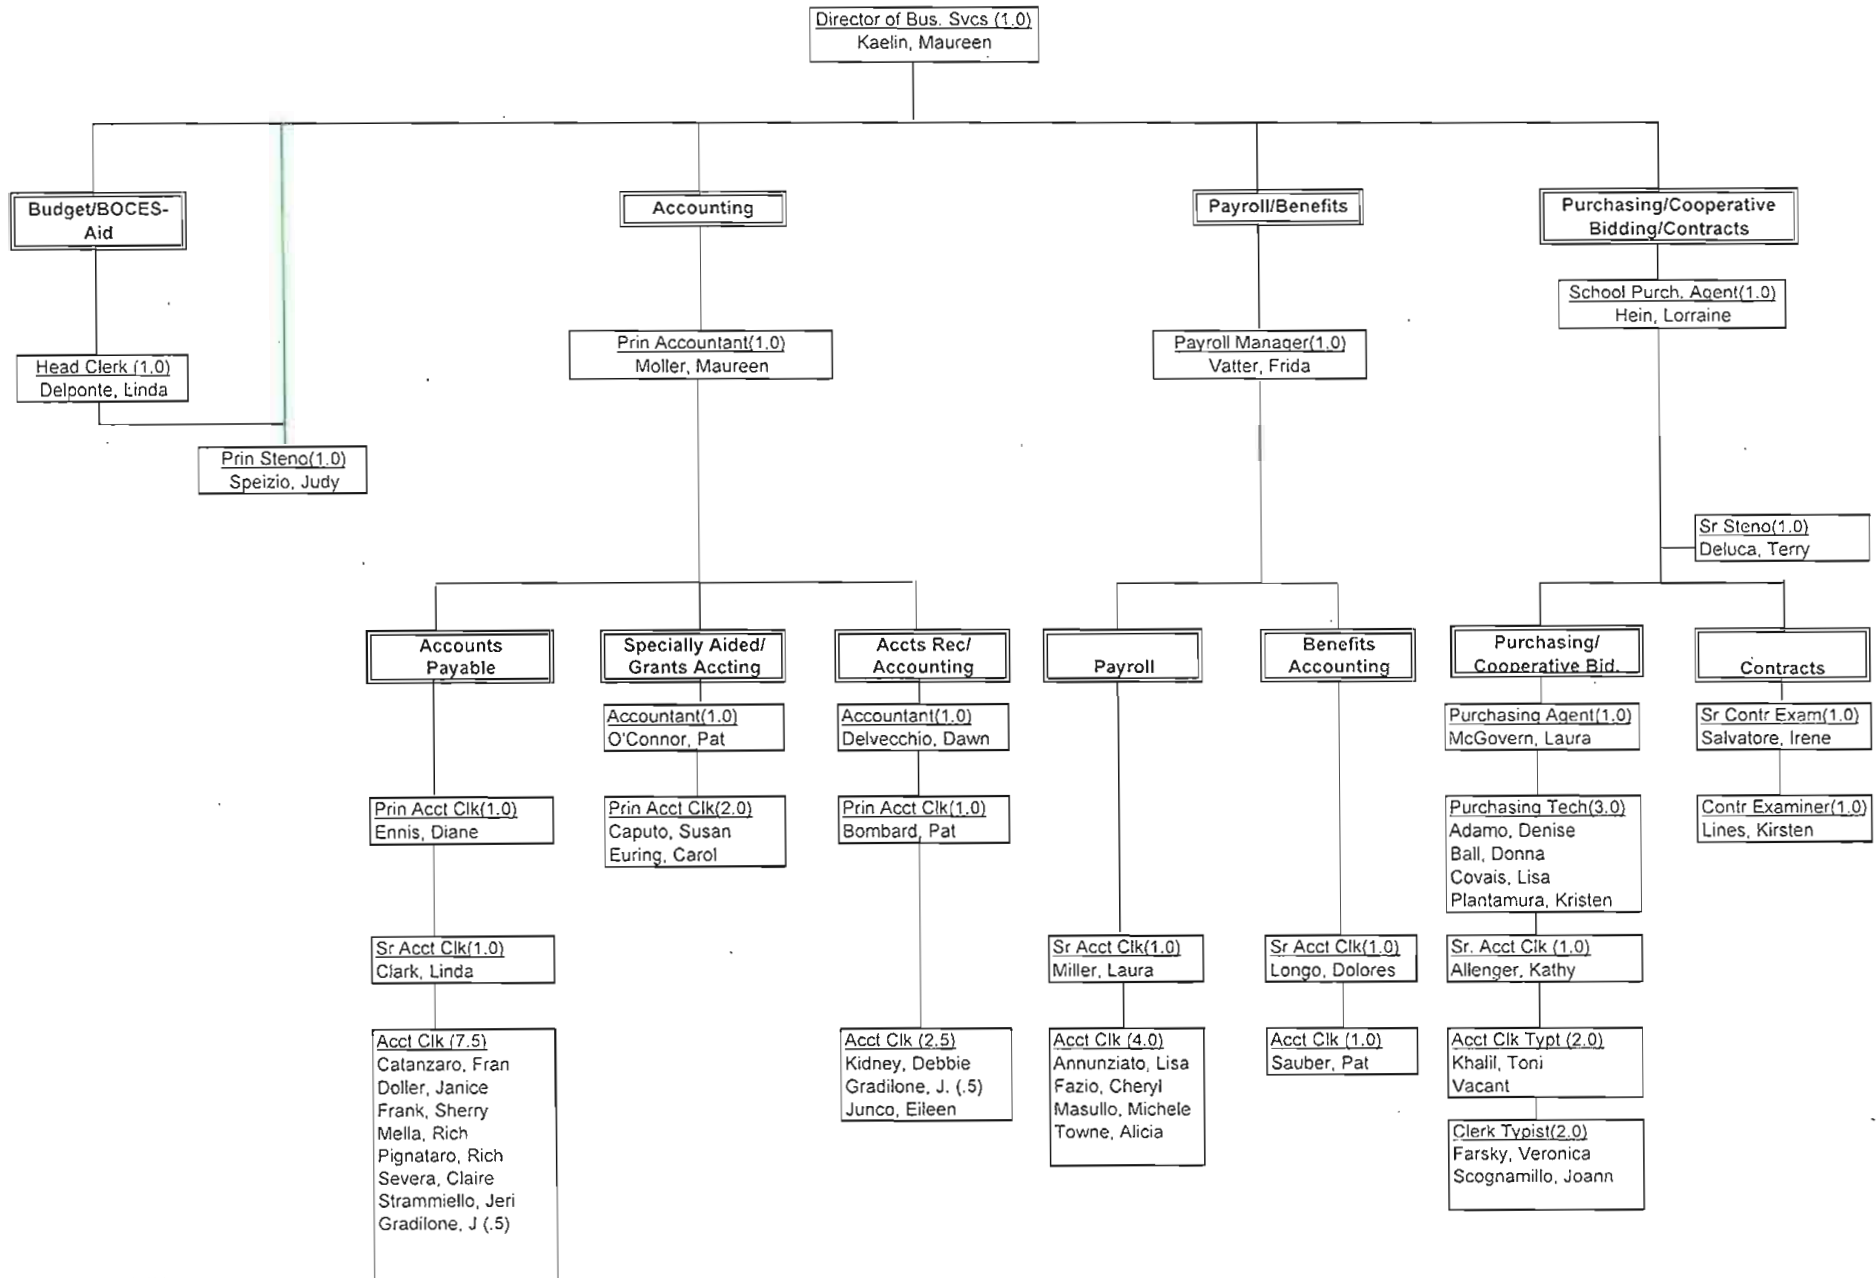 Director of Bus. Svcs (1.0)
Kaelin, Maureen
Budget/BOCES-
Aid
Accounting
Payroll/Benefits
Purchasing/Cooperative
Bidding/Contracts
School Purch. Agent(1.0)
Hein, Lorraine
Prin Accountant(1.0)
Moller, Maureen
Payroll Manager(1.0)
Vatter, Frida
Head Clerk (1.0)
Delponte, Linda
Prin Steno(1.0)
Speizio, Judy
Sr Steno(1.0)
Deluca, Terry
Accounts
Payable
Specially Aided/
Grants Accting
Accts Rec/
Accounting
Payroll
Benefits
Accounting
Purchasing/
Cooperative Bid.
Contracts
Accountant(1.0)
O'Connor, Pat
Accountant(1.0)
Delvecchio, Dawn
Purchasing Agent(1.0)
McGovern, Laura
Sr Contr Exam(1.0)
Salvatore, Irene
Prin Acct Clk(1.0)
Ennis, Diane
Prin Acct Clk(2.0)
Caputo, Susan
Euring, Carol
Prin Acct Clk(1.0)
Bombard, Pat
Purchasing Tech(3.0)
Adamo, Denise
Ball, Donna
Covais, Lisa
Plantamura, Kristen
Contr Examiner(1.0)
Lines, Kirsten
Sr Acct Clk(1.0)
Clark, Linda
Sr Acct Clk(1.0)
Miller, Laura
Sr Acct Clk(1.0)
Longo, Dolores
Sr. Acct Clk (1.0)
Allenger, Kathy
Acct Clk (7.5)
Catanzaro, Fran
Doller, Janice
Frank, Sherry
Mella, Rich
Pignataro, Rich
Severa, Claire
Strammiello, Jeri
Gradilone, J (.5)
Acct Clk (2.5)
Kidney, Debbie
Gradilone, J. (.5)
Junco, Eileen
Acct Clk (4.0)
Annunziato, Lisa
Fazio, Cheryl
Masullo, Michele
Towne, Alicia
Acct Clk (1.0)
Sauber, Pat
Acct Clk Typt (2.0)
Khalil, Toni
Vacant
Clerk Typist(2.0)
Farsky, Veronica
Scognamillo, Joann